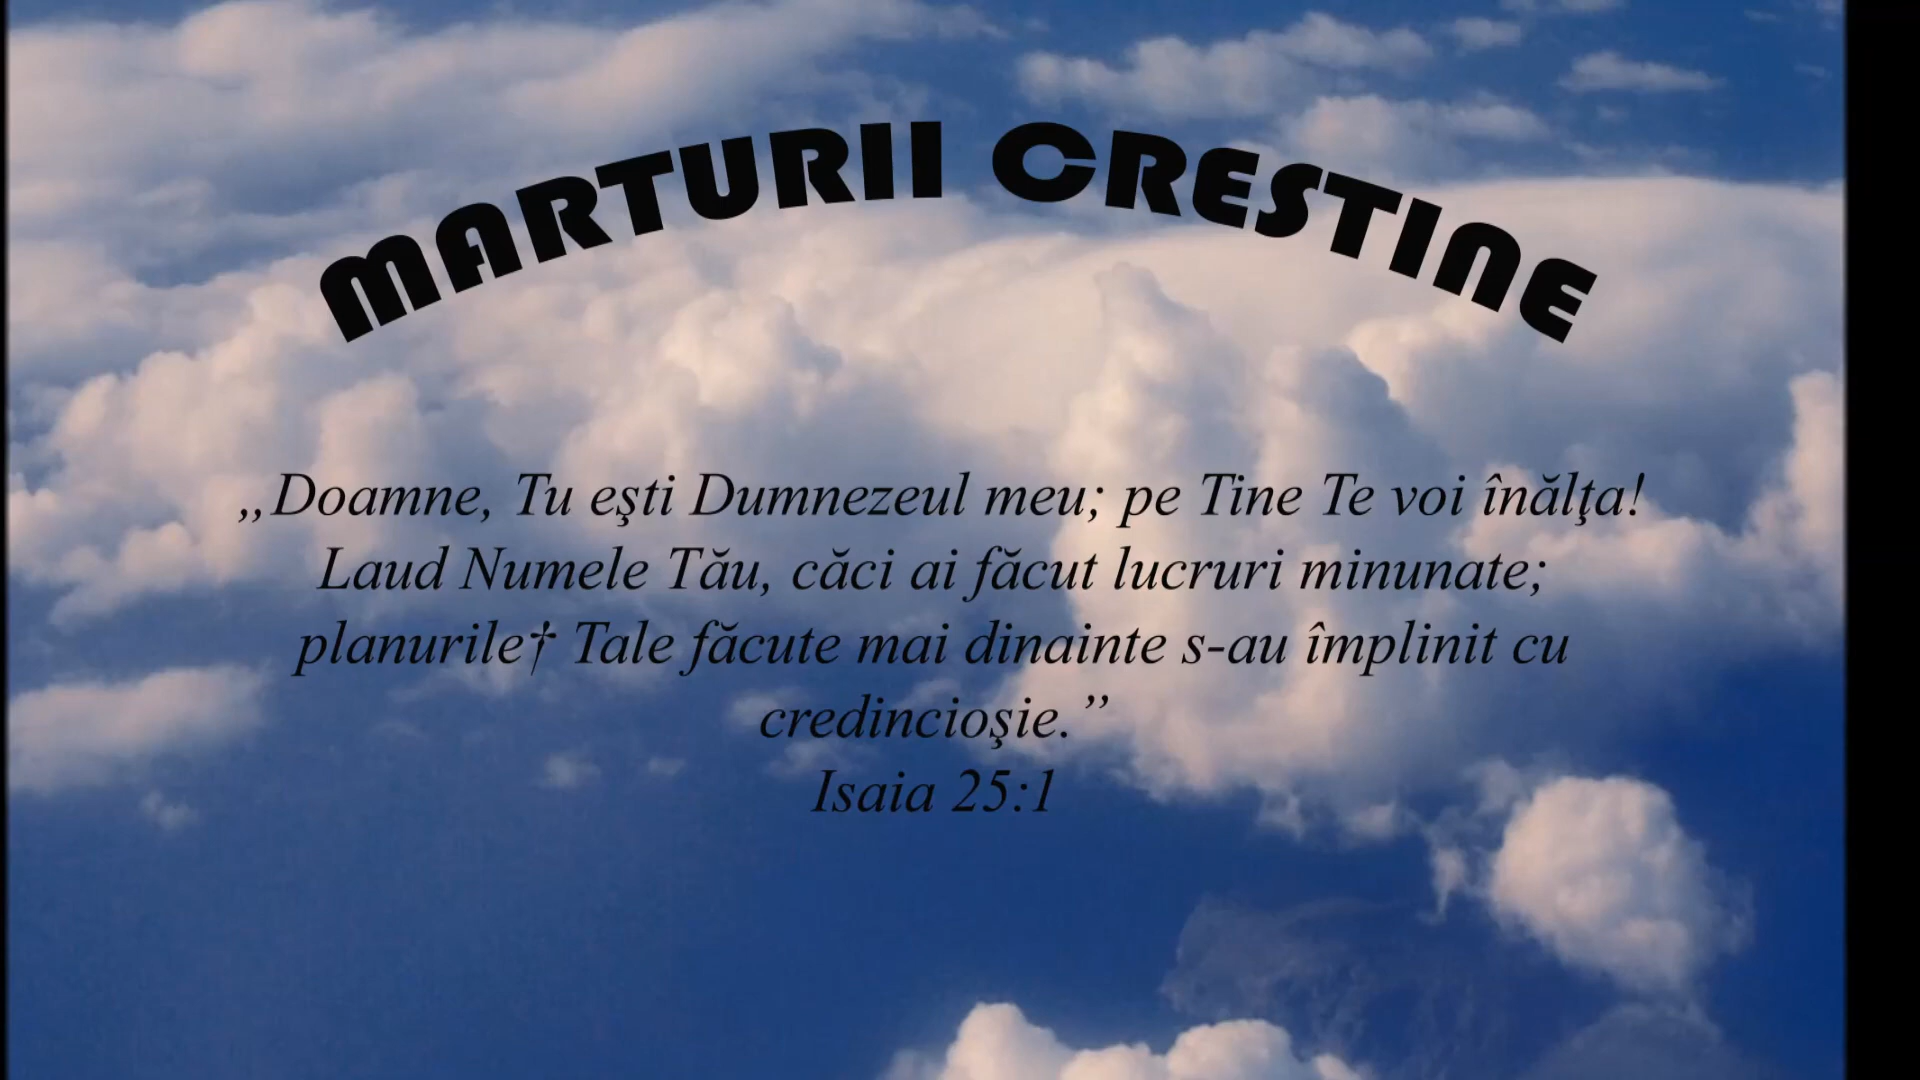 MARTURII CRESTINE
„Doamne, Tu eşti Dumnezeul meu; pe Tine Te voi înălţa!
Laud Numele Tău, căci ai făcut lucruri minunate;
planurile† Tale făcute mai dinainte s-au împlinit cu
credincioşie.”
Isaia 25:1